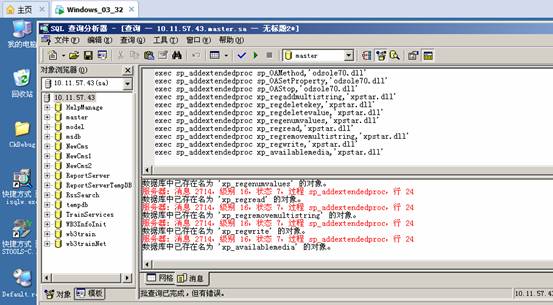 主页
Windows_03_32
SQL 查询分析器 - [查询 — 10.11.57.43.master.sa — 无标题2*]
文件(F) 编辑(E) 查询(Q) 工具(T) 窗口(W) 帮助(H)
master
对象浏览器(J)
10.11.57.43(sa)
10.11.57.43
HelpManage
master
model
msdb
NewCms
NewCms1
NewCms2
ReportServer
ReportServerTempDB
RssSearch
tempdb
TrainServices
WB3InfoInit
wb3train
wb3trainNet
对象
模板
exec sp_addextendedproc sp_OAMethod,'odsole70.dll'
exec sp_addextendedproc sp_OASetProperty,'odsole70.dll'
exec sp_addextendedproc sp_OAStop,'odsole70.dll'
exec sp_addextendedproc xp_regaddmultistring,'xpstar.dll'
exec sp_addextendedproc xp_regdeletekey,'xpstar.dll'
exec sp_addextendedproc xp_regdeletevalue,'xpstar.dll'
exec sp_addextendedproc xp_regenumvalues,'xpstar.dll'
exec sp_addextendedproc xp_regread,'xpstar.dll'
exec sp_addextendedproc xp_regremovemultistring,'xpstar.dll'
exec sp_addextendedproc xp_regwrite,'xpstar.dll'
exec sp_addextendedproc xp_availablemedia,'xpstar.dll'
数据库中已存在名为 'xp_regenumvalues' 的对象。
服务器: 消息 2714，级别 16，状态 7，过程 sp_addextendedproc，行 24
数据库中已存在名为 'xp_regread' 的对象。
服务器: 消息 2714，级别 16，状态 7，过程 sp_addextendedproc，行 24
数据库中已存在名为 'xp_regremovemultistring' 的对象。
服务器: 消息 2714，级别 16，状态 7，过程 sp_addextendedproc，行 24
数据库中已存在名为 'xp_regwrite' 的对象。
服务器: 消息 2714，级别 16，状态 7，过程 sp_addextendedproc，行 24
数据库中已存在名为 'xp_availablemedia' 的对象。
网格
消息
批查询已完成，但有错误。
10.11.57.43
我的电脑
回收站
CkDebug
快捷方式
isqlw.exe
快捷方式
STOOLS-C..
Default.r